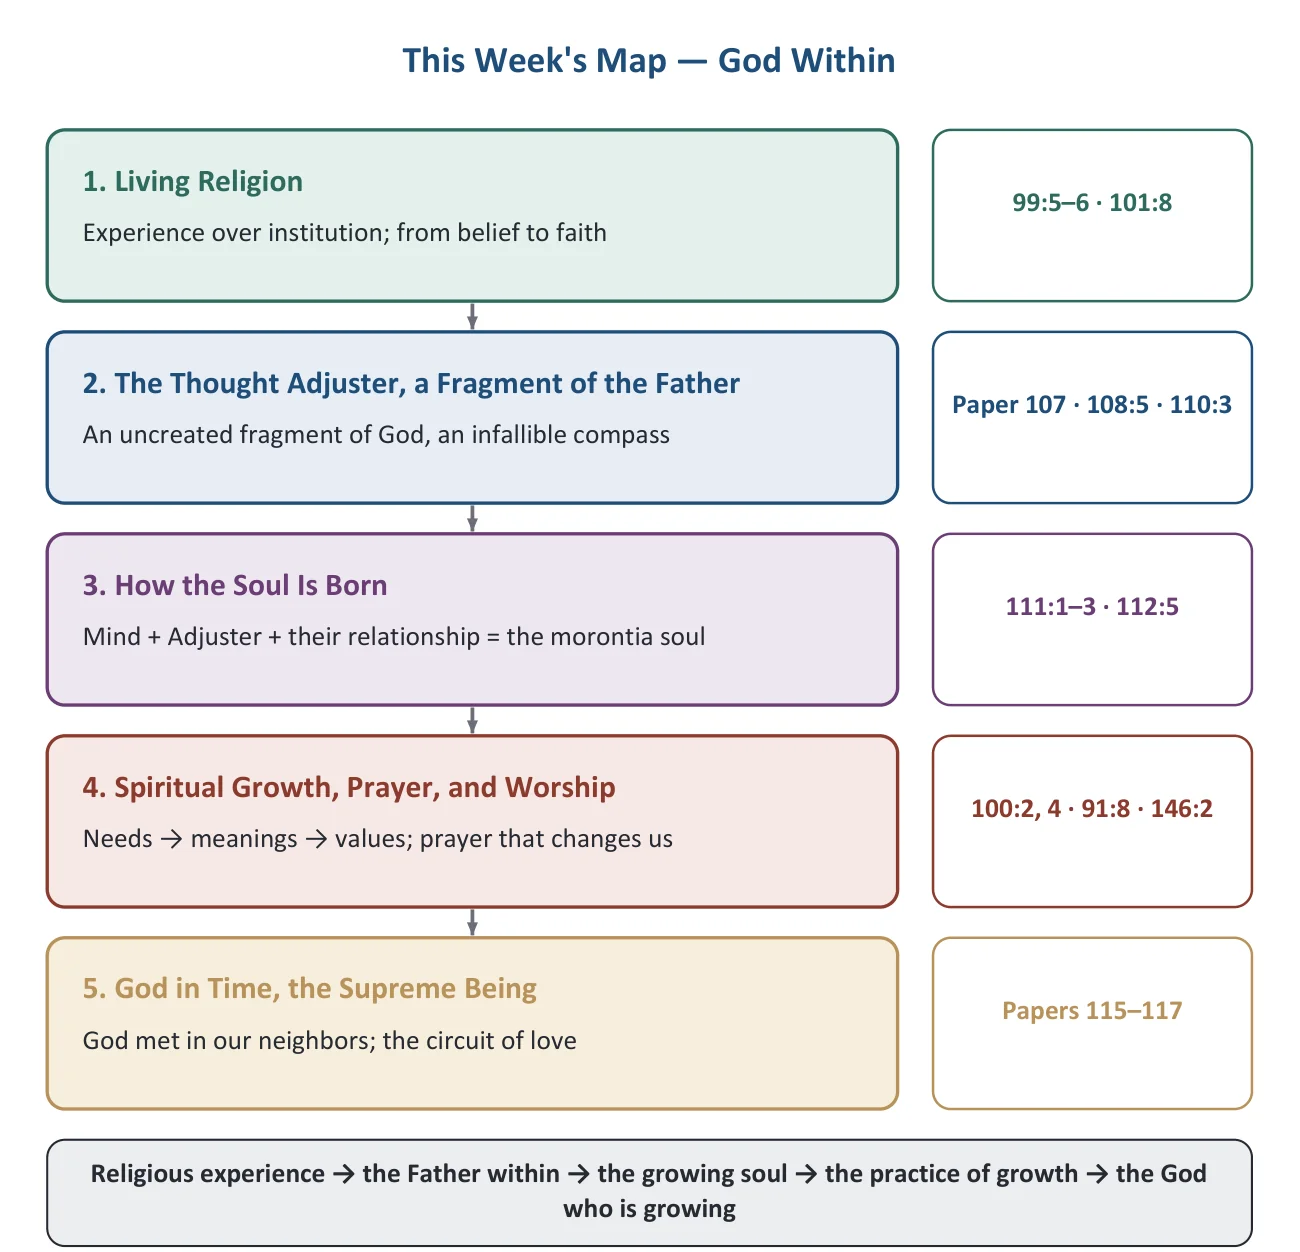 This Week's Map — God Within
1. Living Religion
Experience over institution; from belief to faith
99:5–6 · 101:8
2. The Thought Adjuster, a Fragment of the Father
An uncreated fragment of God, an infallible compass
Paper 107 · 108:5 · 110:3
3. How the Soul Is Born
Mind + Adjuster + their relationship = the morontia soul
111:1–3 · 112:5
4. Spiritual Growth, Prayer, and Worship
Needs → meanings → values; prayer that changes us
100:2, 4 · 91:8 · 146:2
5. God in Time, the Supreme Being
God met in our neighbors; the circuit of love
Papers 115–117
Religious experience → the Father within → the growing soul → the practice of growth → the God
who is growing